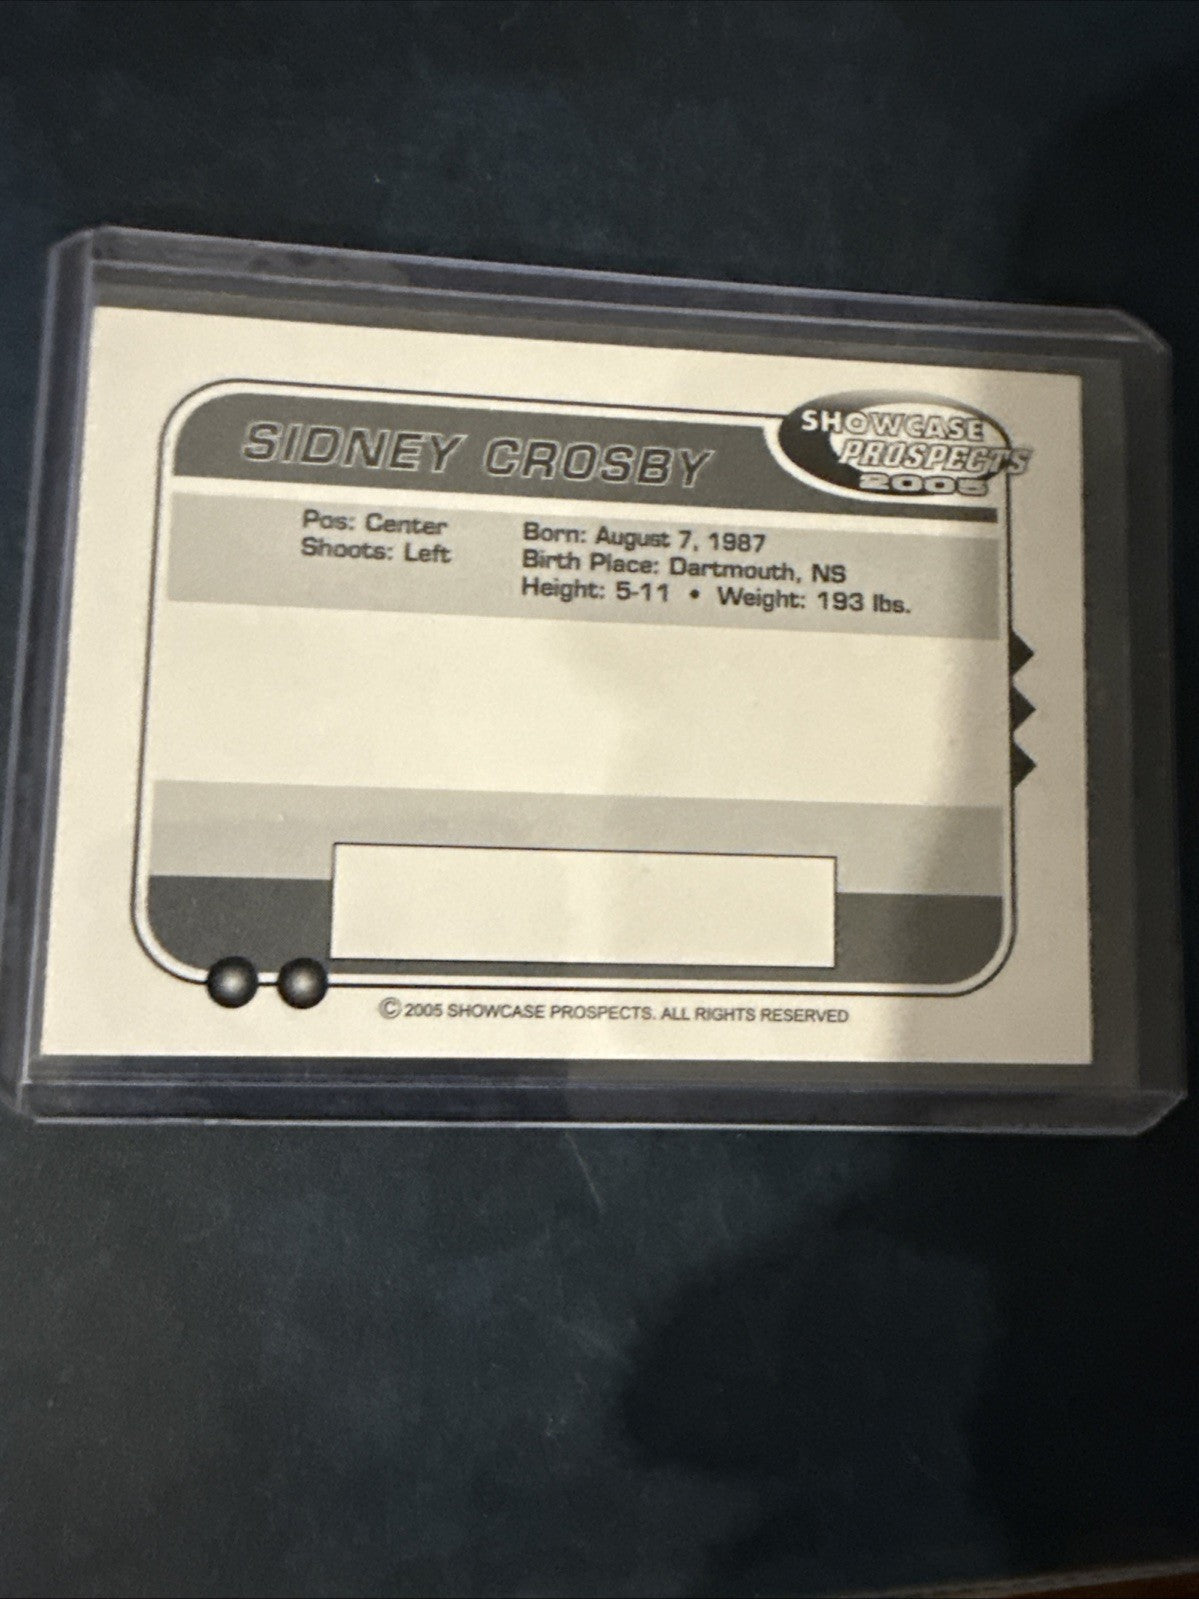 SIDNEY CROSBY
SHOWCASE
PROSPECTS
2005
Pos: Center
Shoots: Left
Born: August 7, 1987
Birth Place: Dartmouth, NS
Height: 5-11 • Weight: 193 lbs.
© 2005 SHOWCASE PROSPECTS. ALL RIGHTS RESERVED